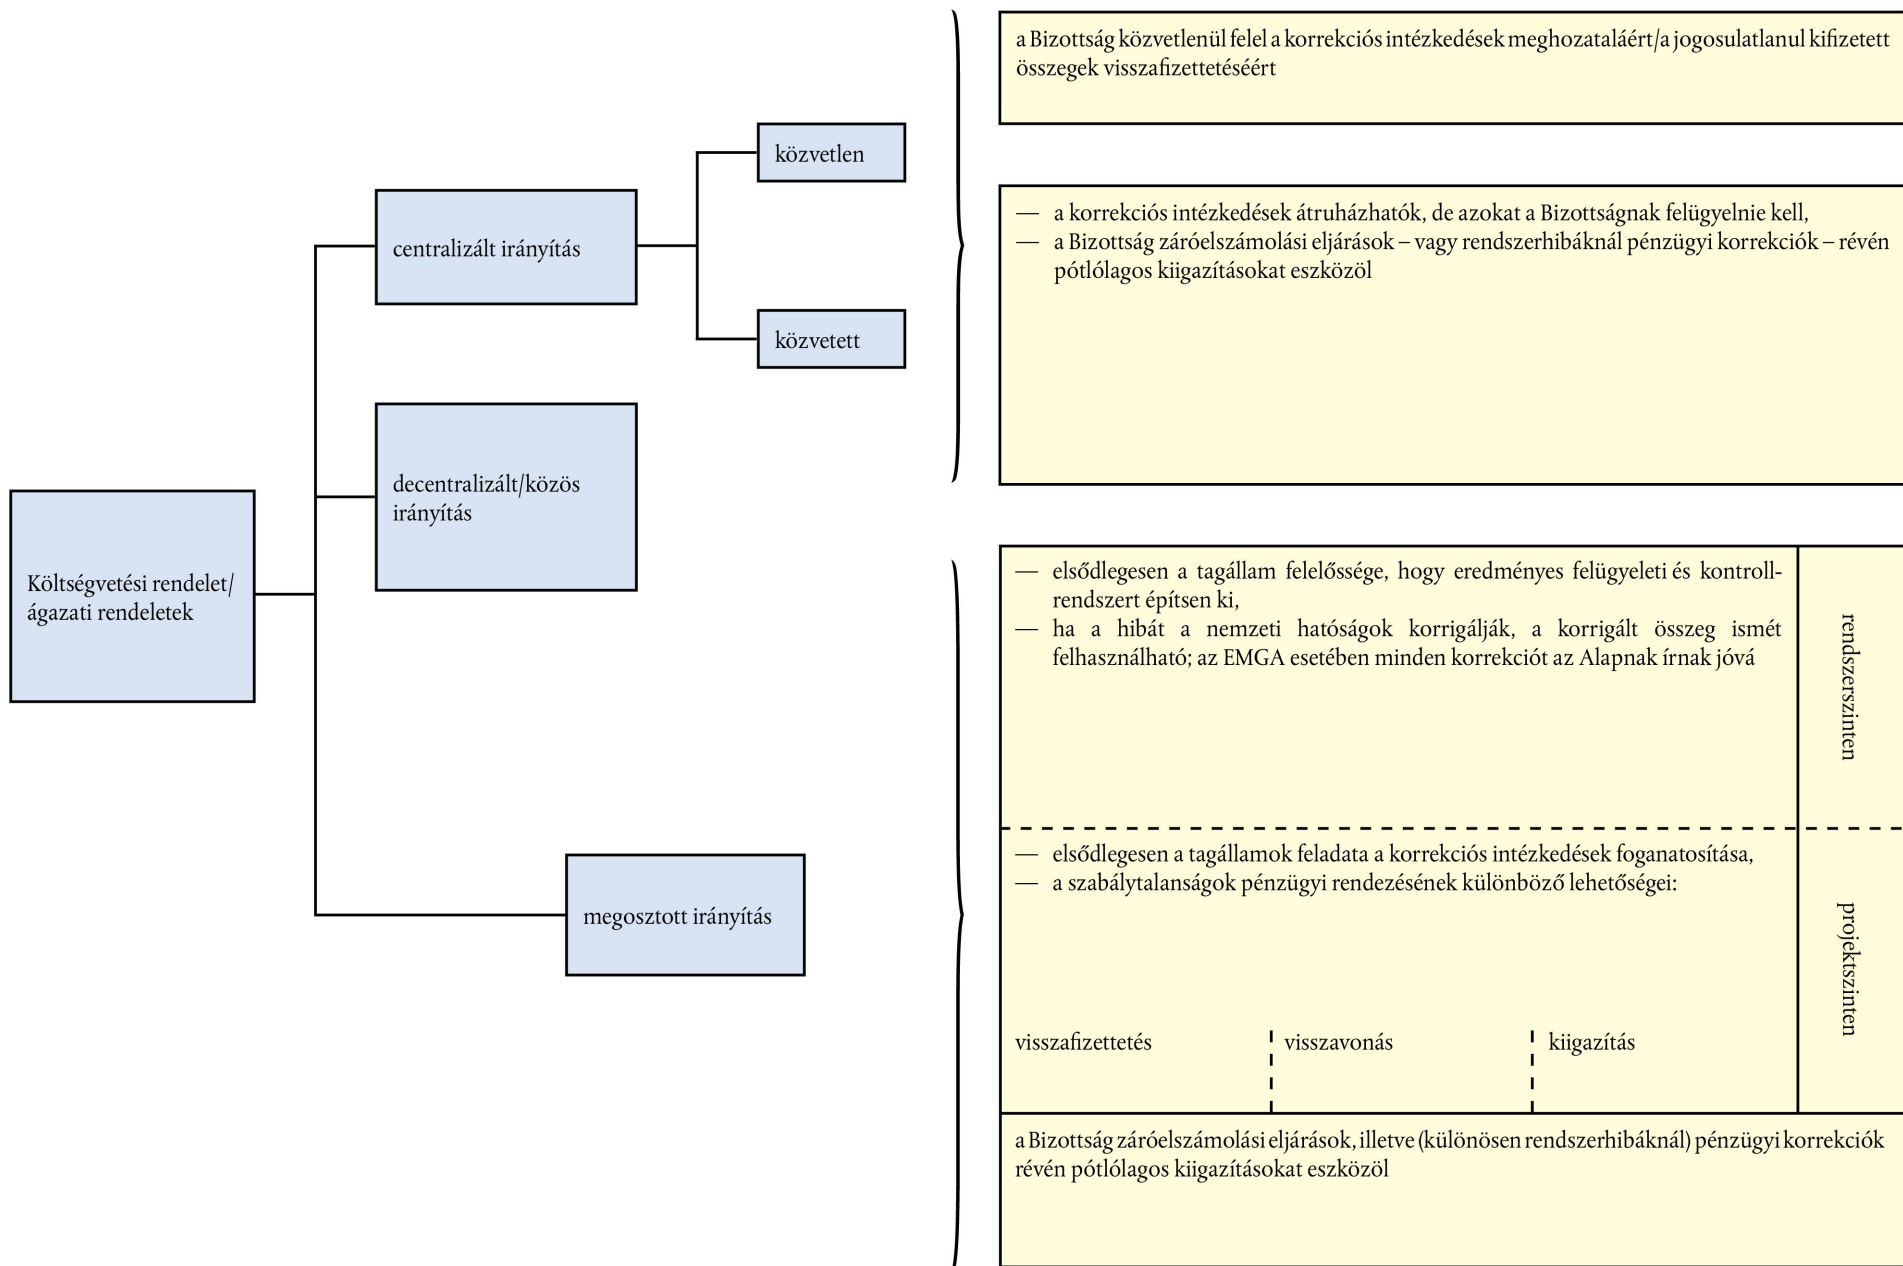 Költségvetési rendelet/
ágazati rendeletek
centralizált irányítás
közvetlen
közvetett
decentralizált/közös
irányítás
megosztott irányítás
a Bizottság közvetlenül felel a korrekciós intézkedések meghozataláért/a jogosulatlanul kifizetett
összegek visszafizettetéséért
— a korrekciós intézkedések átruházhatók, de azokat a Bizottságnak felügyelnie kell,
— a Bizottság záróelszámolási eljárások – vagy rendszerhibáknál pénzügyi korrekciók – révén
pótlólagos kiigazításokat eszközöl
— elsődlegesen a tagállam felelőssége, hogy eredményes felügyeleti és kontroll-
rendszert építsen ki,
— ha a hibát a nemzeti hatóságok korrigálják, a korrigált összeg ismét
felhasználható; az EMGA esetében minden korrekciót az Alapnak írnak jóvá
rendszerszinten
— elsődlegesen a tagállamok feladata a korrekciós intézkedések foganatosítása,
— a szabálytalanságok pénzügyi rendezésének különböző lehetőségei:
visszafizettetés
visszavonás
kiigazítás
projektszinten
a Bizottság záróelszámolási eljárások, illetve (különösen rendszerhibáknál) pénzügyi korrekciók
révén pótlólagos kiigazításokat eszközöl